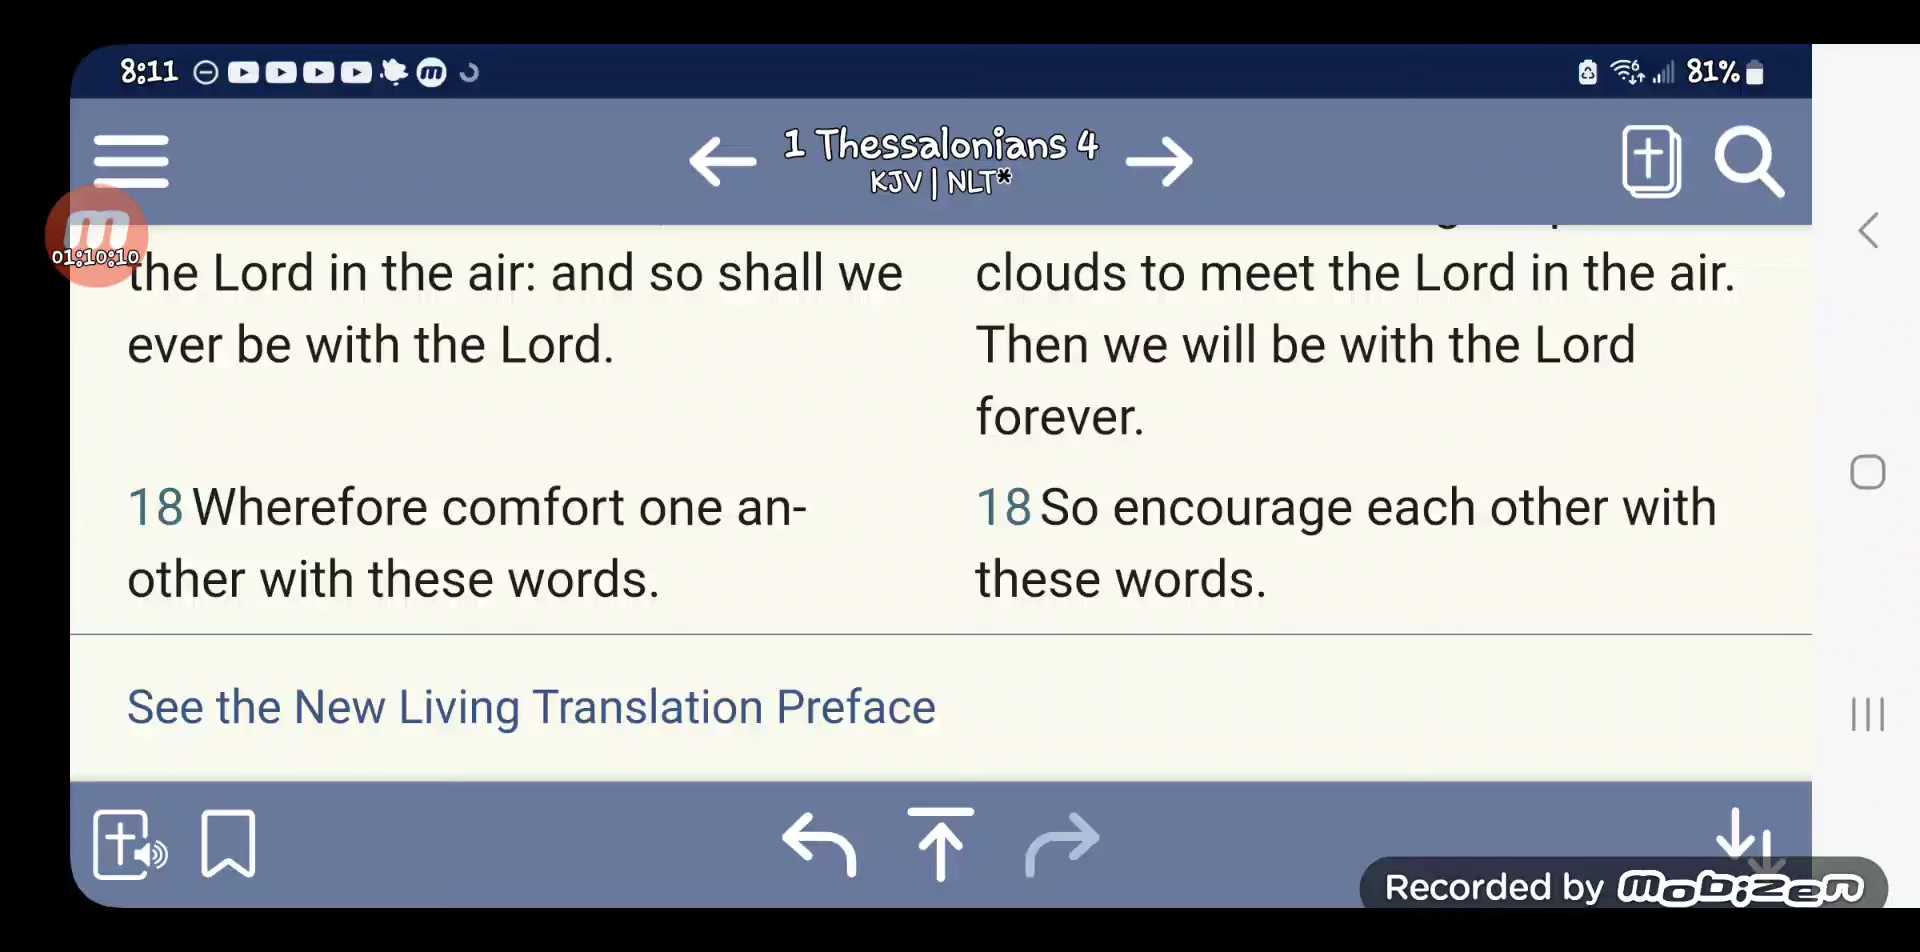 8:11
81%
1 Thessalonians 4
KJV | NLT*
01:10:10
the Lord in the air: and so shall we
ever be with the Lord.
18 Wherefore comfort one an-
other with these words.
clouds to meet the Lord in the air.
Then we will be with the Lord
forever.
18 So encourage each other with
these words.
See the New Living Translation Preface
Recorded by mobizen